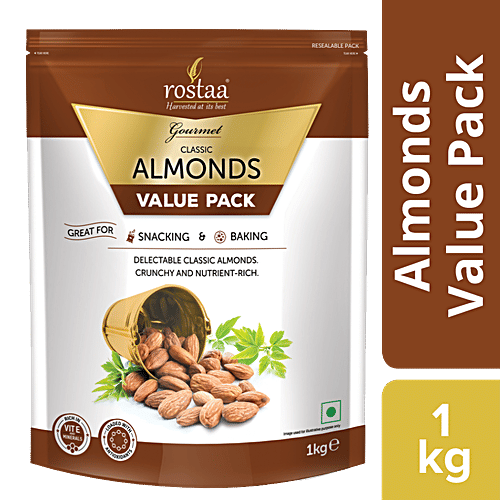 RESEALABLE PACK
rostaa®
Harvested at its best
Gourmet
CLASSIC
ALMONDS
VALUE PACK
GREAT FOR
SNACKING & BAKING
DELECTABLE CLASSIC ALMONDS.
CRUNCHY AND NUTRIENT-RICH.
RICH IN
VIT E
MINERALS
LOADED WITH
ANTIOXIDANTS
Image used for illustrative purpose only
1kg e
Almonds
Value Pack
1
kg